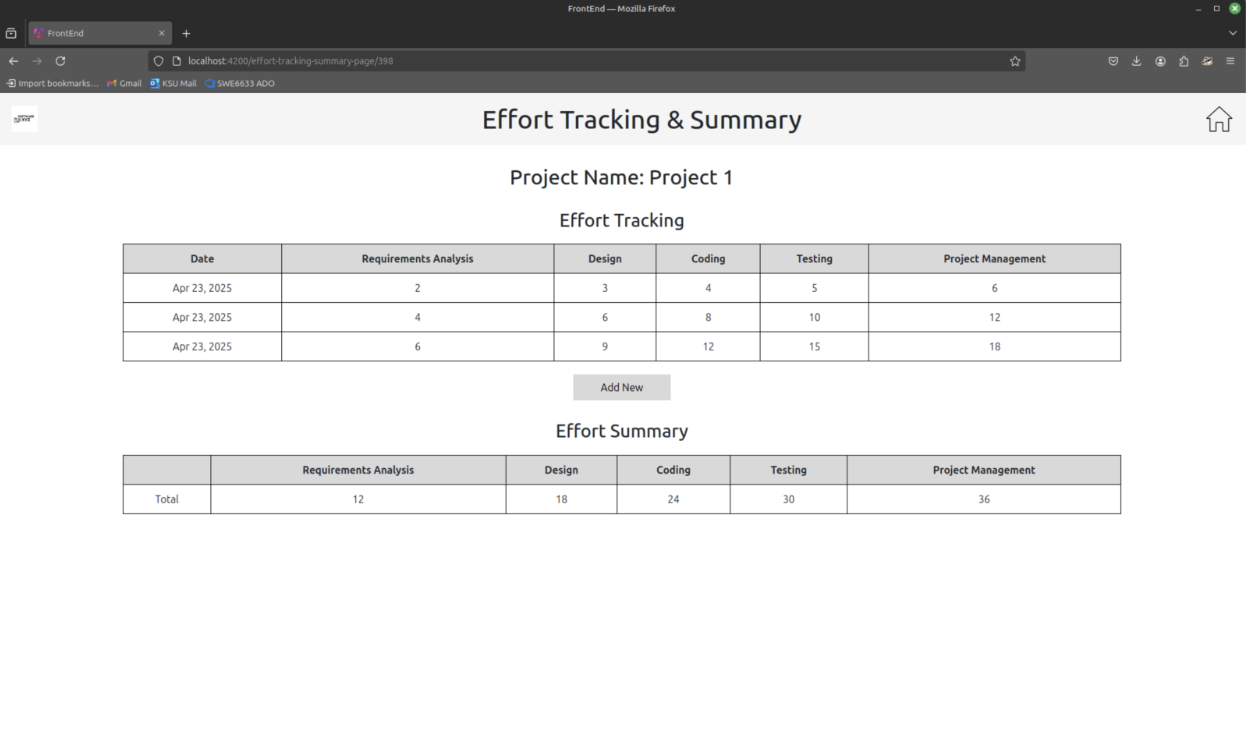 FrontEnd — Mozilla Firefox
FrontEnd
localhost:4200/effort-tracking-summary-page/398
Import bookmarks... Gmail KSU Mail SWE6633 ADO
Effort Tracking & Summary
Project Name: Project 1
Effort Tracking
Date Requirements Analysis Design Coding Testing Project Management
Apr 23, 2025 2 3 4 5 6
Apr 23, 2025 4 6 8 10 12
Apr 23, 2025 6 9 12 15 18
Add New
Effort Summary
Requirements Analysis Design Coding Testing Project Management
Total 12 18 24 30 36